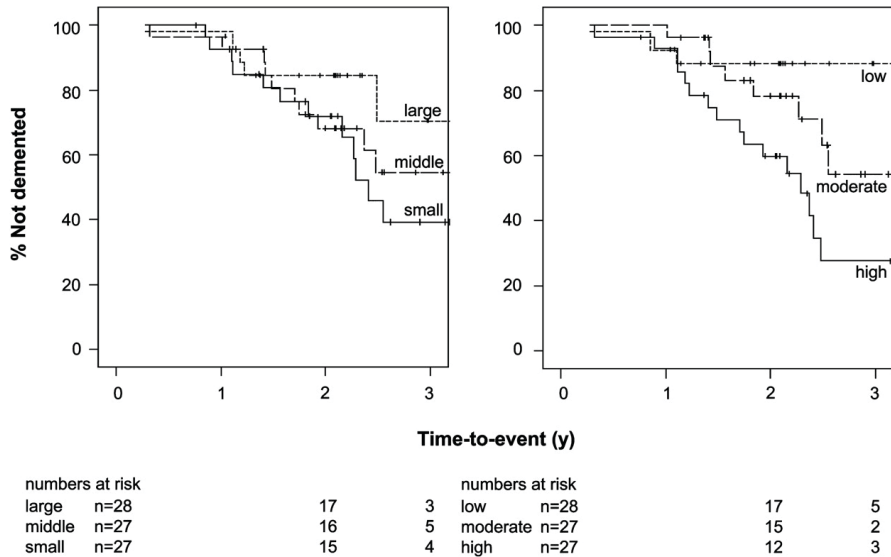 % Not demented
100
80
60
40
20
0
large
middle
small
0 1 2 3
100
80
60
40
20
0
low
moderate
high
0 1 2 3
Time-to-event (y)
numbers at risk
large n=28 17 3
middle n=27 16 5
small n=27 15 4
numbers at risk
low n=28 17 5
moderate n=27 15 2
high n=27 12 3